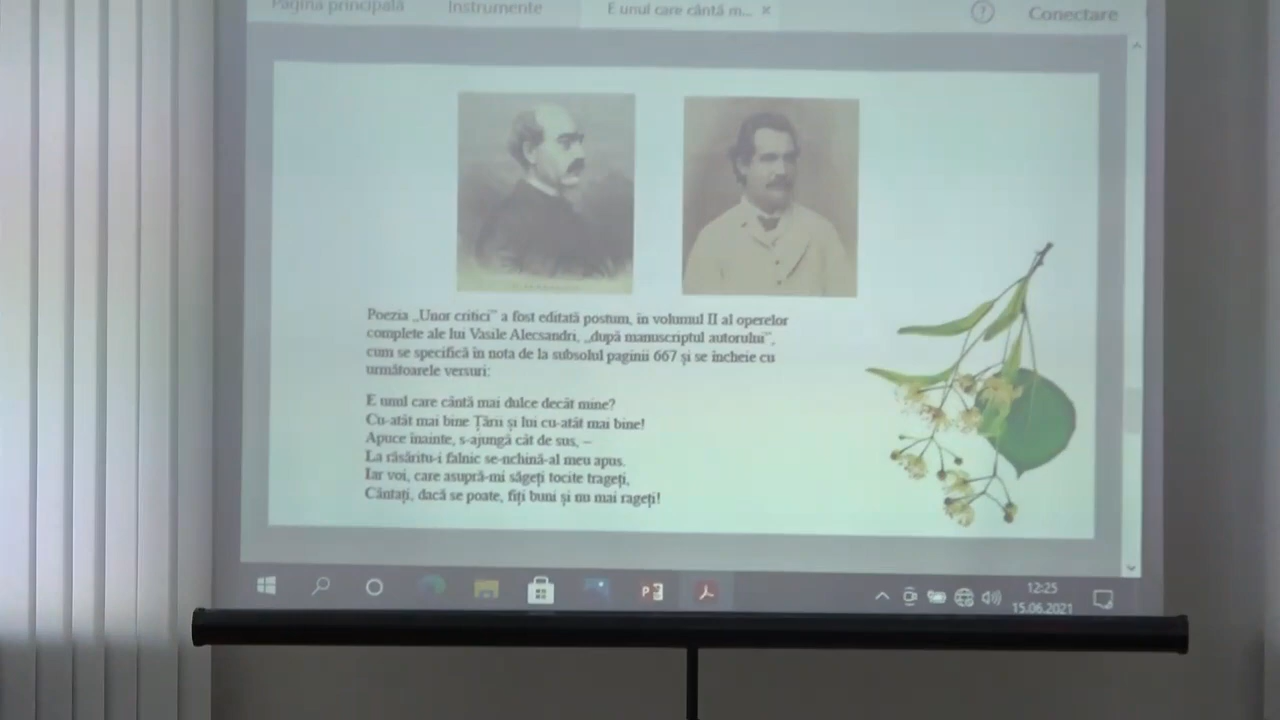 Pagina principală Instrumente E unul care cântă m... × ? Conectare
Poezia „Unor critici” a fost editată postum, în volumul II al operelor
complete ale lui Vasile Alecsandri, „după manuscriptul autorului”,
cum se specifică în nota de la subsolul paginii 667 și se încheie cu
următoarele versuri:
E unul care cântă mai dulce decât mine?
Cu-atât mai bine Țării și lui cu-atât mai bine!
Apuce înainte, s-ajungă cât de sus, –
La răsăritu-i falnic se-nchină-al meu apus.
Iar voi, care asupră-mi săgeți tocite trageți,
Cântați, dacă se poate, fiți buni și nu mai rageți!
12:25
15.06.2021